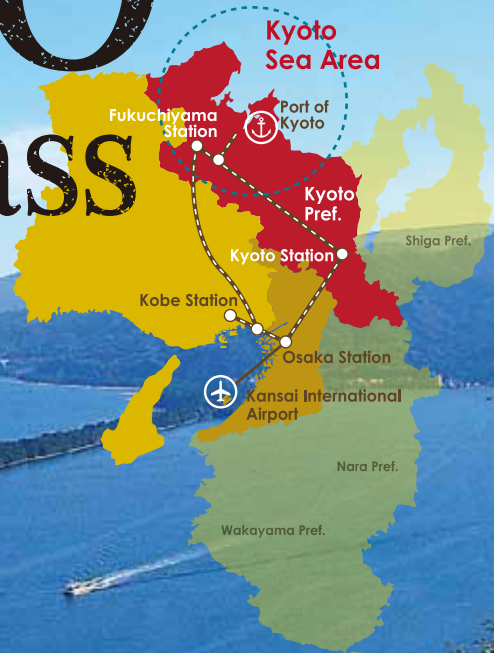 O
ass
Kyoto
Sea Area
Port of
Kyoto
Fukuchiyama
Station
Kyoto
Pref.
Shiga Pref.
Kyoto Station
Kobe Station
Osaka Station
Kansai International
Airport
Nara Pref.
Wakayama Pref.